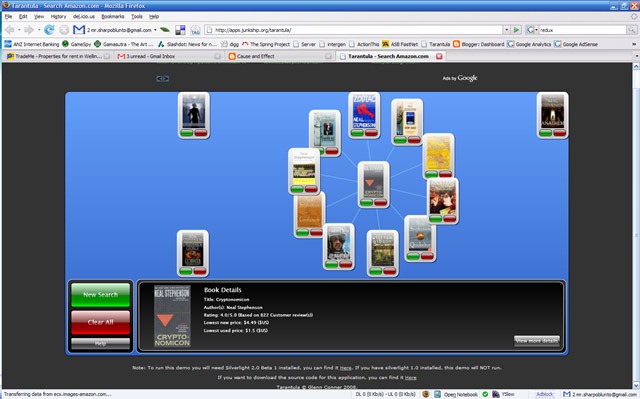 Tarantula - Search Amazon.com - Mozilla Firefox
File Edit View History del.icio.us Bookmarks Tools Help
2 mr.sharpoblunto@gmail.com
TAG
http://apps.junkship.org/tarantula/
redux
ANZ Internet Banking GameSpy Gamasutra - The Art ... Slashdot: News for n... digg The Spring Project Server intergen ActionThis ASB FastNet Tarantula Blogger: Dashboard Google Analytics Google AdSense
TradeMe - Properties for rent in Wellin... 3 unread - Gmail Inbox Cause and Effect Tarantula - Search Amazon.com
Ads by Google
ZODIAC
NEAL STEPHENSON
New Search
Clear All
Help
Book Details
Title: Cryptonomicon
Author(s): Neal Stephenson
Rating: 4.0/5.0 (Based on 822 Customer review(s))
Lowest new price: $4.49 ($US)
Lowest used price: $1.5 ($US)
View more details
NEAL STEPHENSON
CRYPTO-
NOMICON
Note: To run this demo you will need Silverlight 2.0 Beta 1 installed, you can find it Here. If you have silverlight 1.0 installed, this demo will NOT run.
If you want to download the source code for this application, you can find it Here
Tarantula © Glenn Conner 2008.
Transferring data from ecx.images-amazon.com...
DL 0 (0 Kb/s) - UL 0 (0 Kb/s)
Open Notebook
YSlow
Adblock
2 mr.sharpoblunto@gmail.com